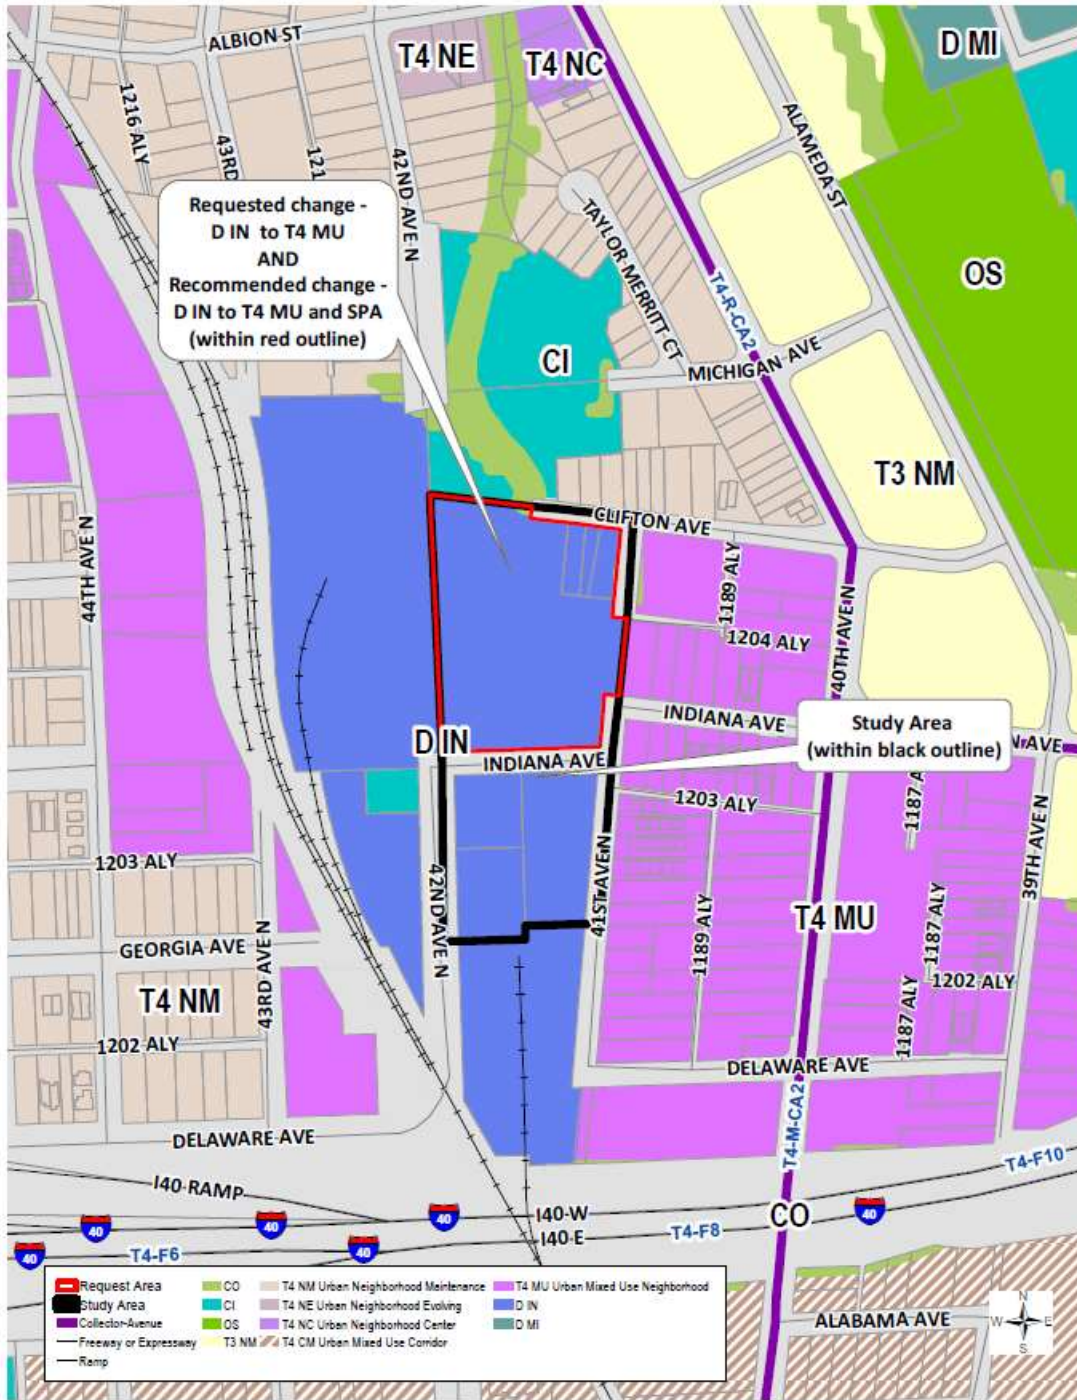 ALBION ST
T4 NE
T4 NC
D MI
1216 ALY
43RD
121
42ND AVE N
ALAMEDA ST
Requested change -
D IN to T4 MU
AND
Recommended change -
D IN to T4 MU and SPA
(within red outline)
TAYLOR MERRITT CT
T4-R-CA2
OS
CI
MICHIGAN AVE
T3 NM
CLIFTON AVE
44TH AVE N
1189 ALY
1204 ALY
40TH AVE N
INDIANA AVE
Study Area
(within black outline)
N AVE
D IN
INDIANA AVE
1203 ALY
1187 A
39TH AVE N
1203 ALY
42ND AVE N
41ST AVE N
T4 MU
1189 ALY
1187 ALY
GEORGIA AVE
43RD AVE N
T4 NM
1202 ALY
1187 ALY
1202 ALY
DELAWARE AVE
T4-M-CA2
DELAWARE AVE
T4-F10
I40 RAMP
40
40
40
40
40
40
I40 W
I40 E
T4-F8
CO
T4-F6
ALABAMA AVE
Request Area
Study Area
Collector-Avenue
Freeway or Expressway
Ramp
CO
CI
OS
T3 NM
T4 NM Urban Neighborhood Maintenance
T4 NE Urban Neighborhood Evolving
T4 NC Urban Neighborhood Center
T4 CM Urban Mixed Use Corridor
T4 MU Urban Mixed Use Neighborhood
D IN
D MI
N
W
E
S